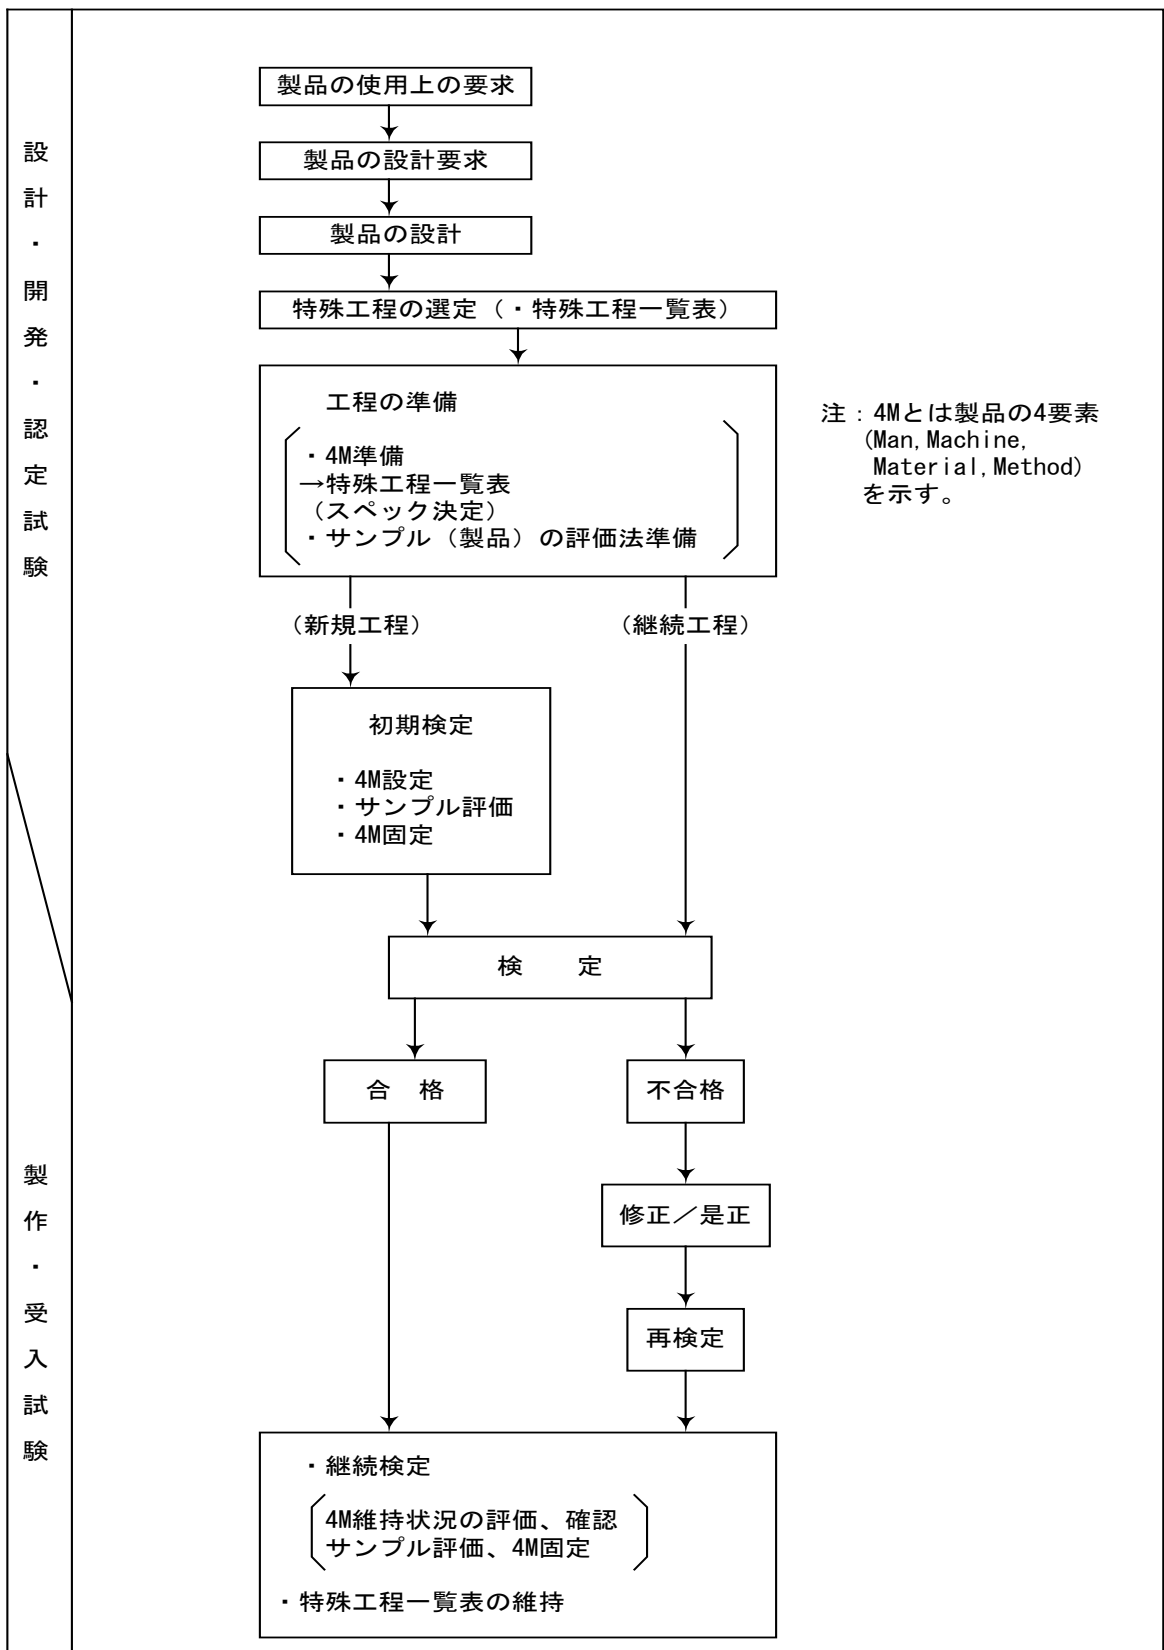 設計・開発・認定試験
製品の使用上の要求
製品の設計要求
製品の設計
特殊工程の選定（・特殊工程一覧表）
工程の準備
・4M準備
→特殊工程一覧表
（スペック決定）
・サンプル（製品）の評価法準備
注：4Mとは製品の4要素
(Man,Machine,
Material,Method)
を示す。
（新規工程）
（継続工程）
初期検定
・4M設定
・サンプル評価
・4M固定
検　　定
製作・受入試験
合　格
不合格
修正／是正
再検定
・継続検定
4M維持状況の評価、確認
サンプル評価、4M固定
・特殊工程一覧表の維持